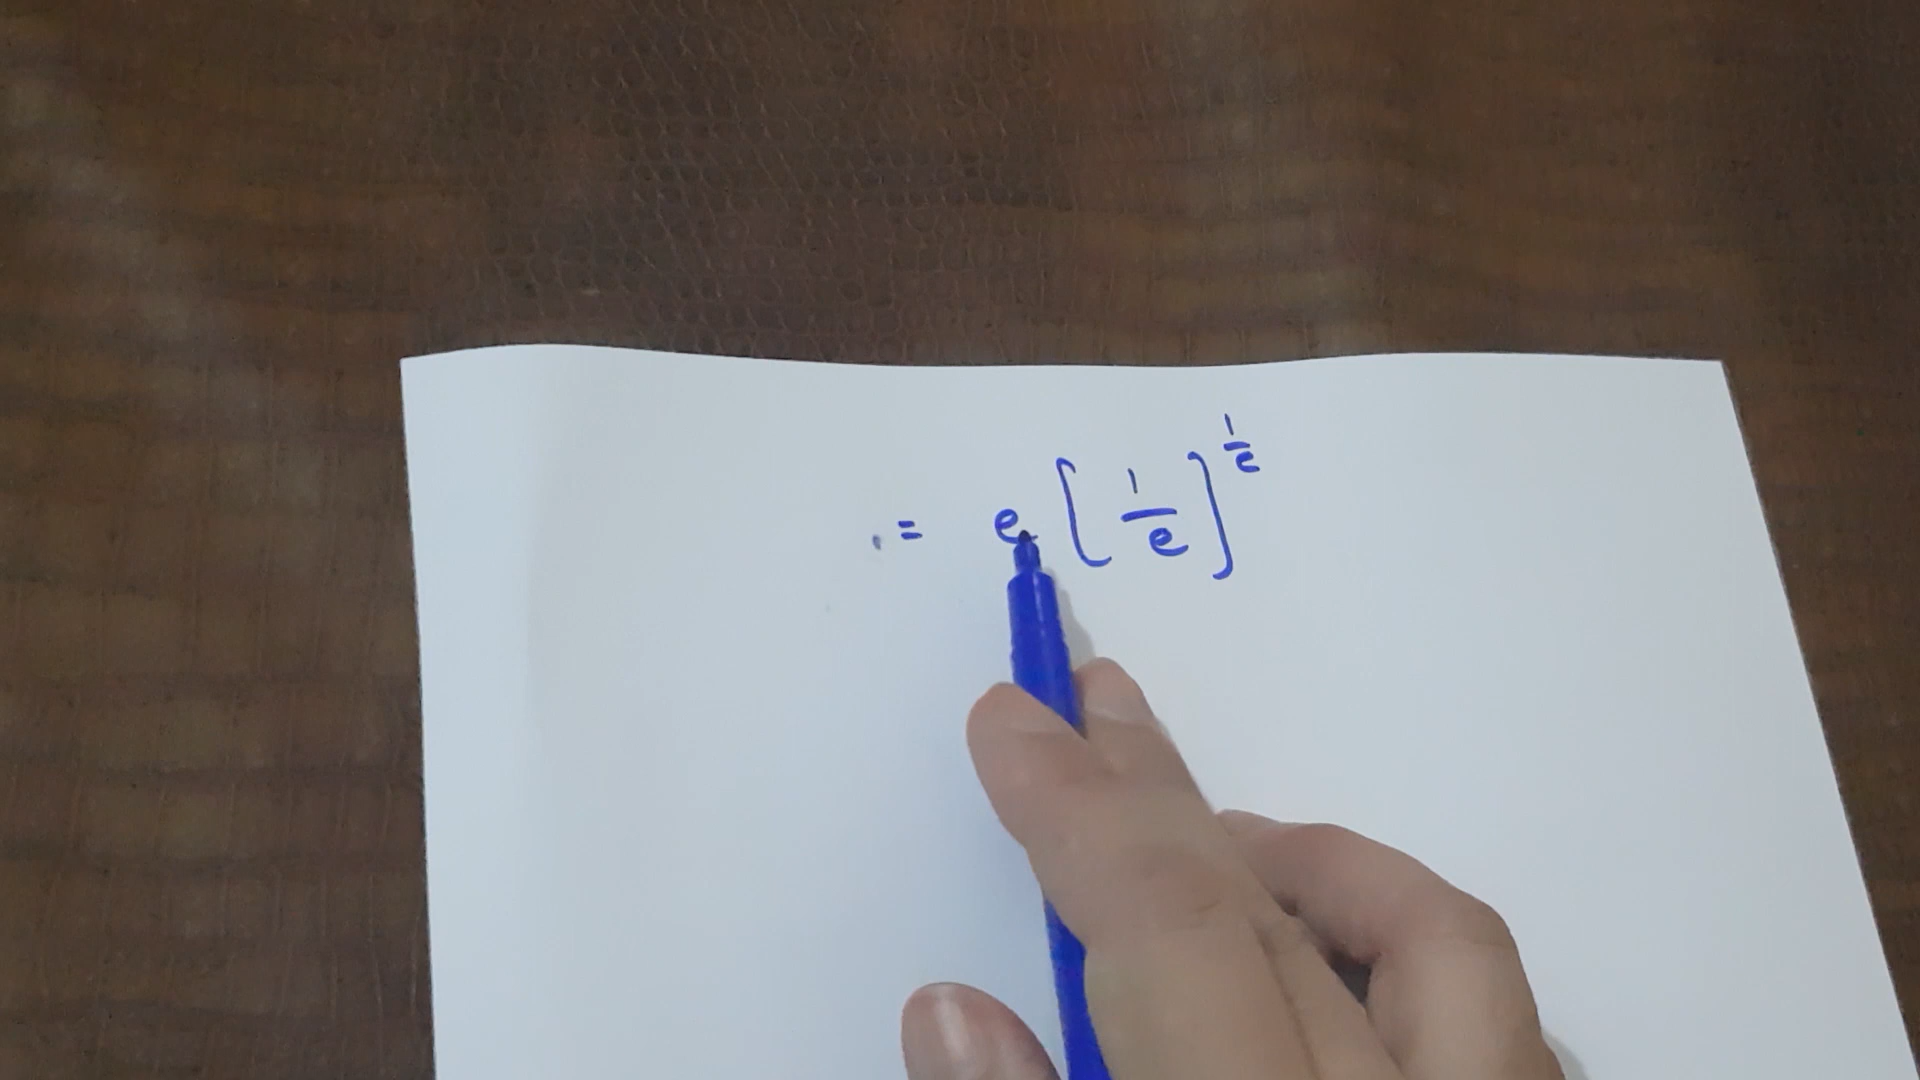 = e [1/e]^(1/e)